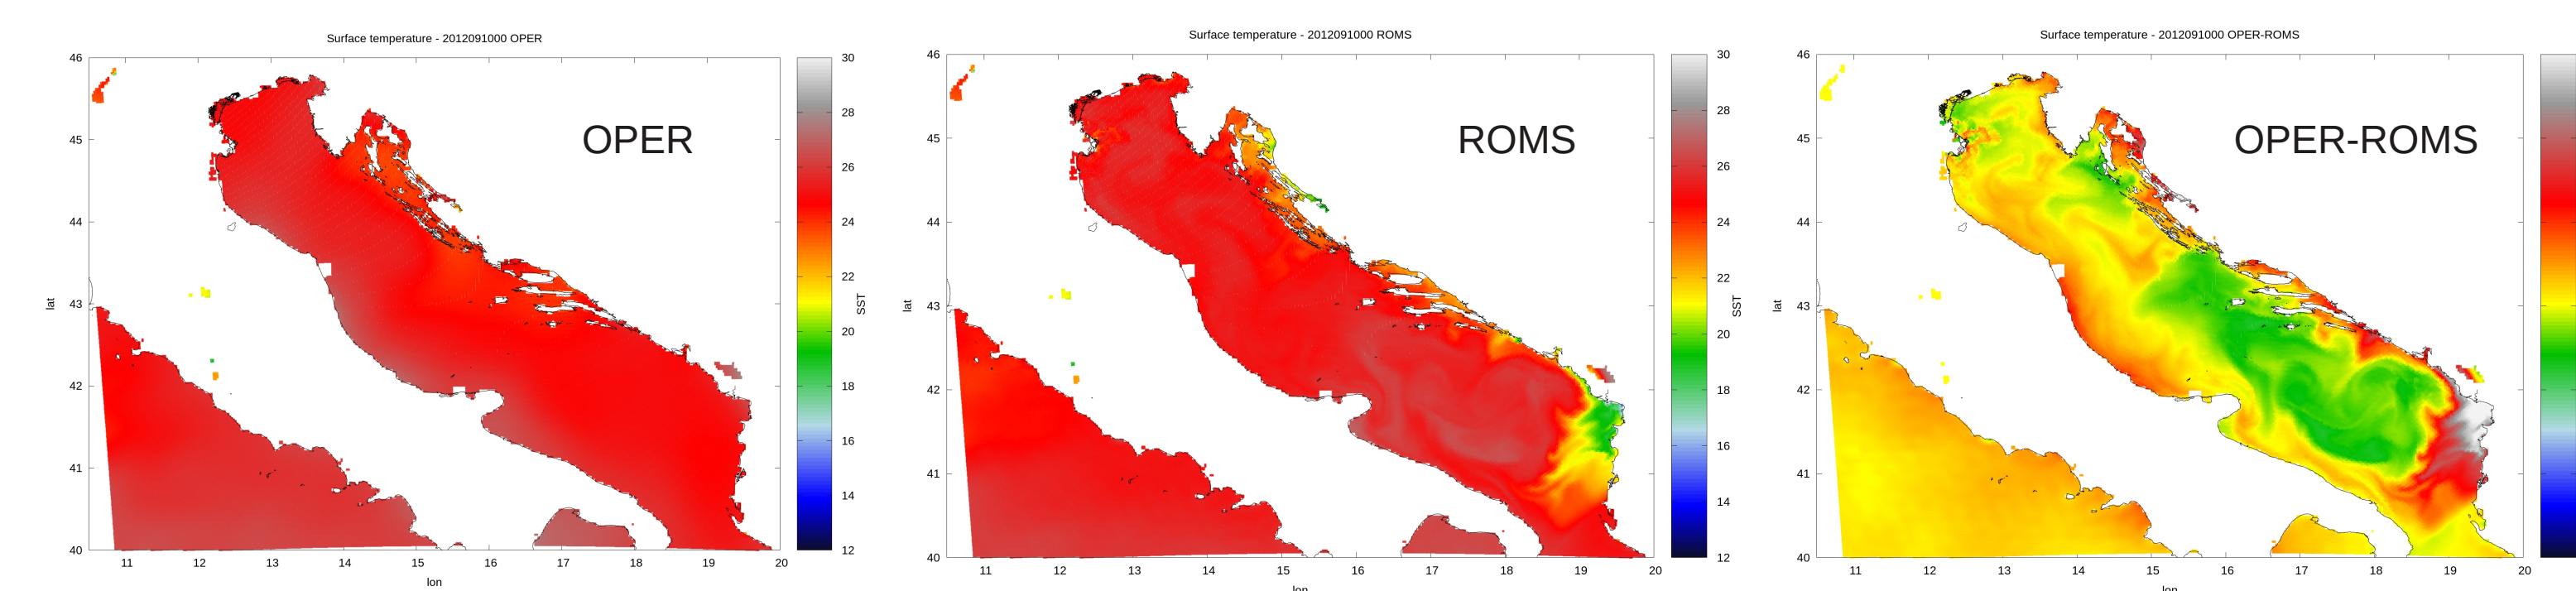 Surface temperature - 2012091000 OPER
46
45
44
43
42
41
40
lat
OPER
11 12 13 14 15 16 17 18 19 20
lon
30
28
26
24
22
20
18
16
14
12
SST
Surface temperature - 2012091000 ROMS
46
45
44
43
42
41
40
lat
ROMS
11 12 13 14 15 16 17 18 19 20
lon
30
28
26
24
22
20
18
16
14
12
SST
Surface temperature - 2012091000 OPER-ROMS
46
45
44
43
42
41
40
lat
OPER-ROMS
11 12 13 14 15 16 17 18 19 20
lon